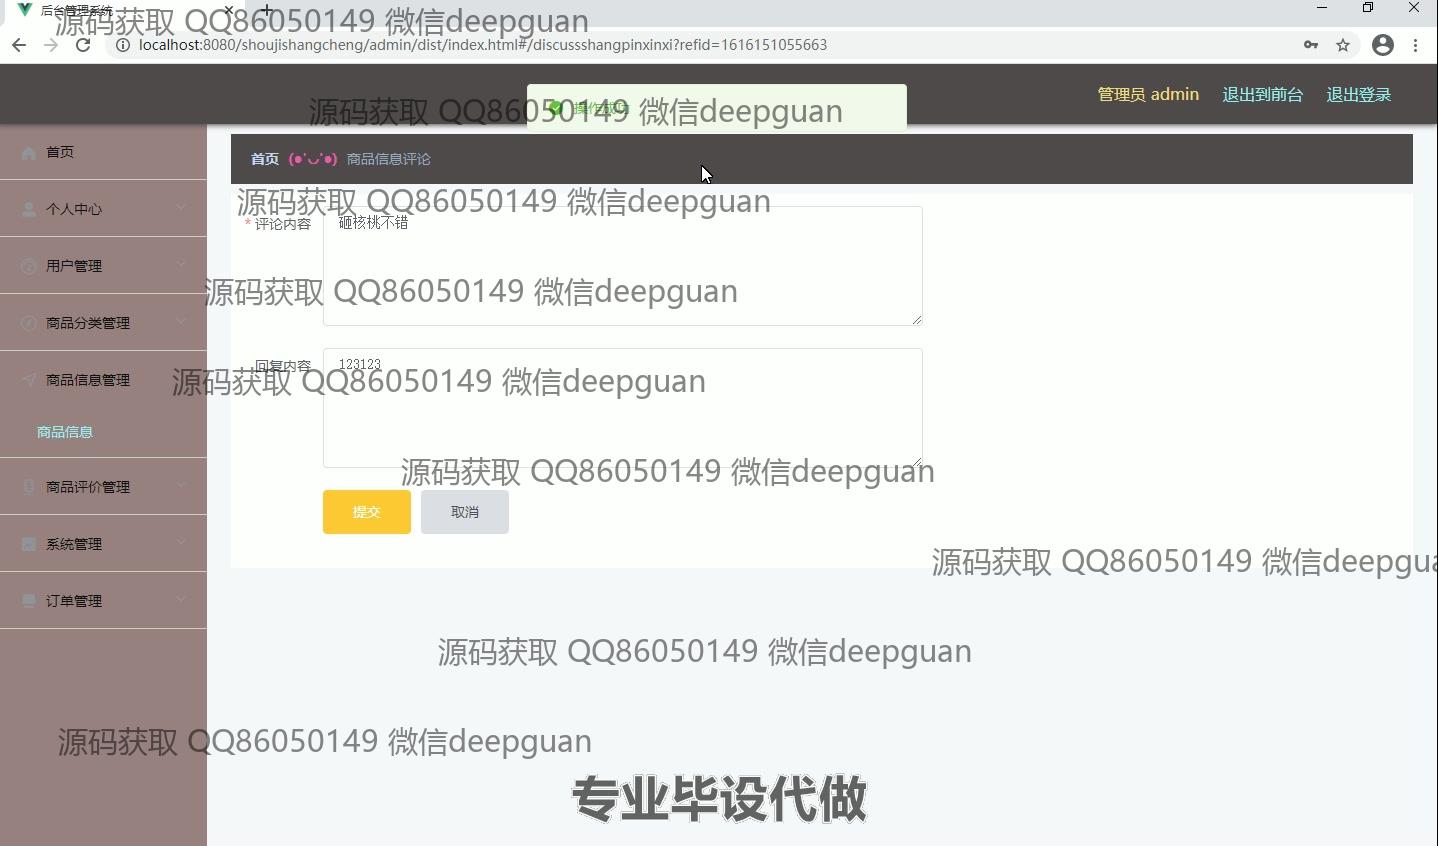 后台管理系统
源码获取 QQ86050149 微信deepguan
localhost:8080/shoujishangcheng/admin/dist/index.html#/discussshangpinxinxi?refid=1616151055663
操作成功
源码获取 QQ86050149 微信deepguan
管理员 admin 退出到前台 退出登录
首页
首页 (●'◡'●) 商品信息评论
个人中心
源码获取 QQ86050149 微信deepguan
* 评论内容 砸核桃不错
用户管理
源码获取 QQ86050149 微信deepguan
商品分类管理
回复内容 123123
商品信息管理
源码获取 QQ86050149 微信deepguan
商品信息
源码获取 QQ86050149 微信deepguan
商品评价管理
提交 取消
系统管理
源码获取 QQ86050149 微信deepgua
订单管理
源码获取 QQ86050149 微信deepguan
源码获取 QQ86050149 微信deepguan
专业毕设代做